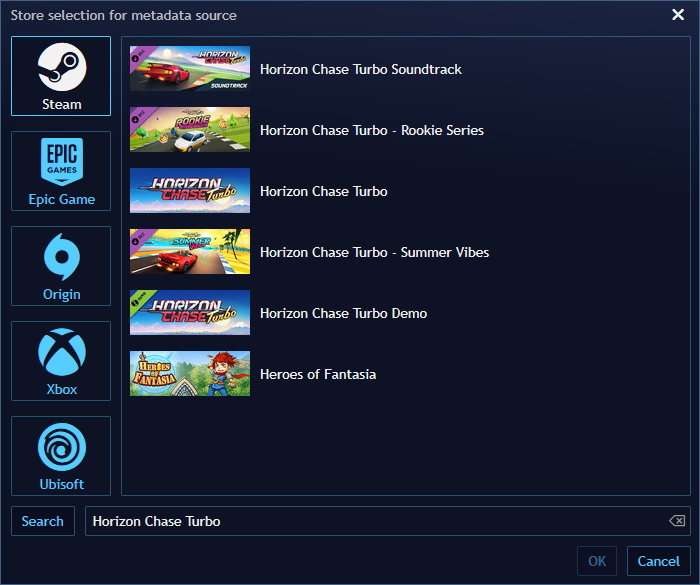 Store selection for metadata source
Steam
EPIC
GAMES
Epic Game
Origin
Xbox
Ubisoft
HORIZON
CHASE Turbo
SOUNDTRACK
Horizon Chase Turbo Soundtrack
ROOKIE
Horizon Chase Turbo - Rookie Series
HORIZON
CHASE Turbo
Horizon Chase Turbo
SUMMER
Horizon Chase Turbo - Summer Vibes
HORIZON
CHASE Turbo
Horizon Chase Turbo Demo
HEROES OF
FANTASIA
Heroes of Fantasia
Search
Horizon Chase Turbo
OK
Cancel